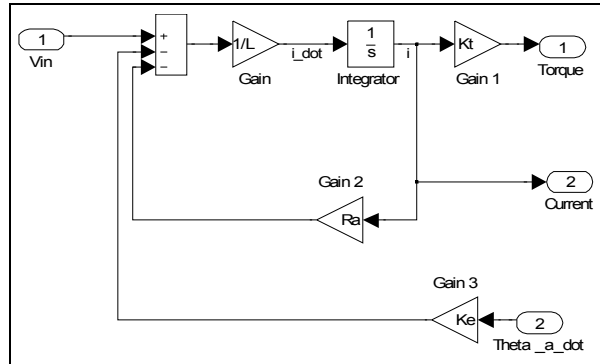 1
Vin
+
−
−
1/L
Gain
i_dot
1
s
Integrator
i
Kt
Gain 1
1
Torque
2
Current
Gain 2
Ra
Gain 3
Ke
2
Theta _a_dot